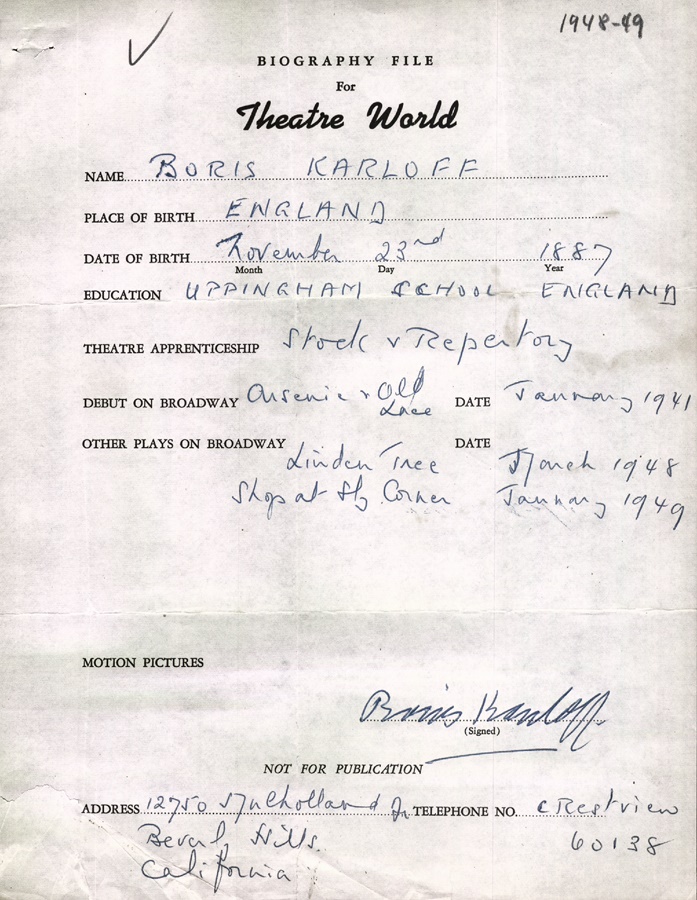 1948-49
BIOGRAPHY FILE
For
Theatre World
NAME BORIS KARLOFF
PLACE OF BIRTH ENGLAND
DATE OF BIRTH November 23rd 1887
Month Day Year
EDUCATION UPPINGHAM SCHOOL ENGLAND
THEATRE APPRENTICESHIP Stock & Repertory
DEBUT ON BROADWAY Arsenic & Old Lace DATE January 1941
OTHER PLAYS ON BROADWAY DATE
Linden Tree March 1948
Shop at Sly Corner January 1949
MOTION PICTURES
Boris Karloff
(Signed)
NOT FOR PUBLICATION
ADDRESS 12750 Mulholland Dr. TELEPHONE NO. CRestview
Beverly Hills. 60138
California